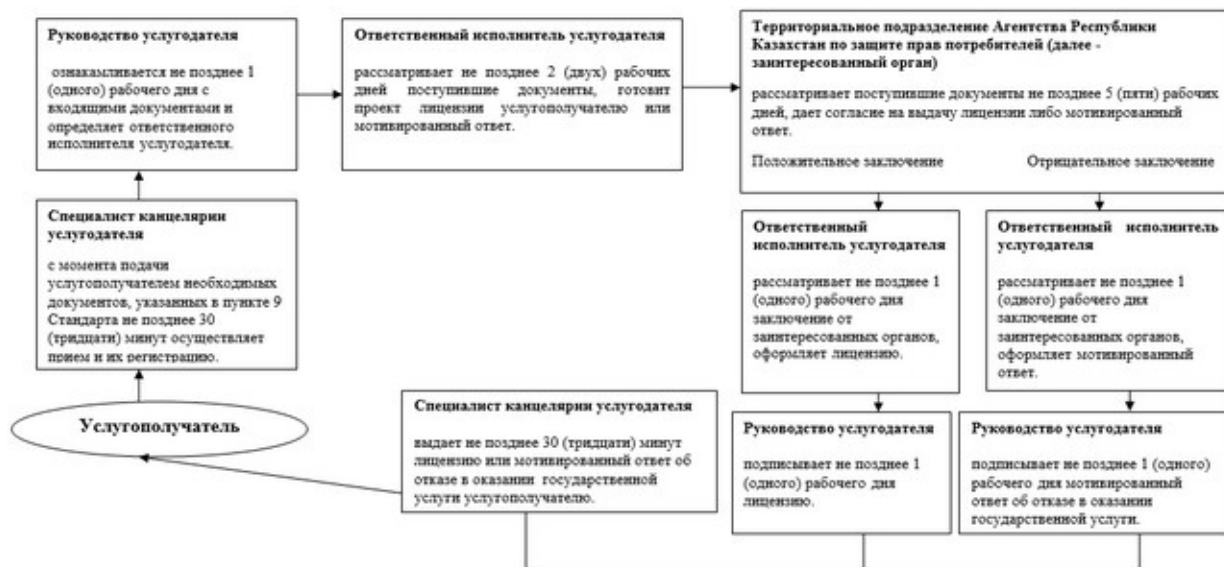 Руководство услугодателя
ознакамливается не позднее 1
(одного) рабочего дня с
входящими документами и
определяет ответственного
исполнителя услугодателя.
Ответственный исполнитель услугодателя
рассматривает не позднее 2 (двух) рабочих
дней поступившие документы, готовит
проект лицензии услугополучателю или
мотивированный ответ.
Территориальное подразделение Агентства Республики
Казахстан по защите прав потребителей (далее -
заинтересованный орган)
рассматривает поступившие документы не позднее 5 (пяти) рабочих
дней, дает согласие на выдачу лицензии либо мотивированный
ответ.
Положительное заключение
Отрицательное заключение
Специалист канцелярии
услугодателя
с момента подачи
услугополучателем необходимых
документов, указанных в пункте 9
Стандарта не позднее 30
(тридцати) минут осуществляет
прием и их регистрацию.
Ответственный
исполнитель услугодателя
рассматривает не позднее 1
(одного) рабочего дня
заключение от
заинтересованных органов,
оформляет лицензию.
Ответственный исполнитель
услугодателя
рассматривает не позднее 1
(одного) рабочего дня
заключение от
заинтересованных органов,
оформляет мотивированный
ответ.
Услугополучатель
Специалист канцелярии услугодателя
выдает не позднее 30 (тридцати) минут
лицензию или мотивированный ответ об
отказе в оказании государственной
услуги услугополучателю.
Руководство услугодателя
подписывает не позднее 1
(одного) рабочего дня
лицензию.
Руководство услугодателя
подписывает не позднее 1 (одного)
рабочего дня мотивированный
ответ об отказе в оказании
государственной услуги.